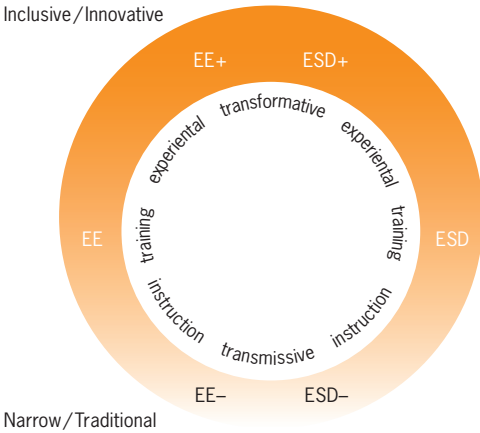 Inclusive/Innovative
EE+ ESD+
transformative
experiental experiental
EE training training ESD
instruction instruction
transmissive
EE– ESD–
Narrow/Traditional